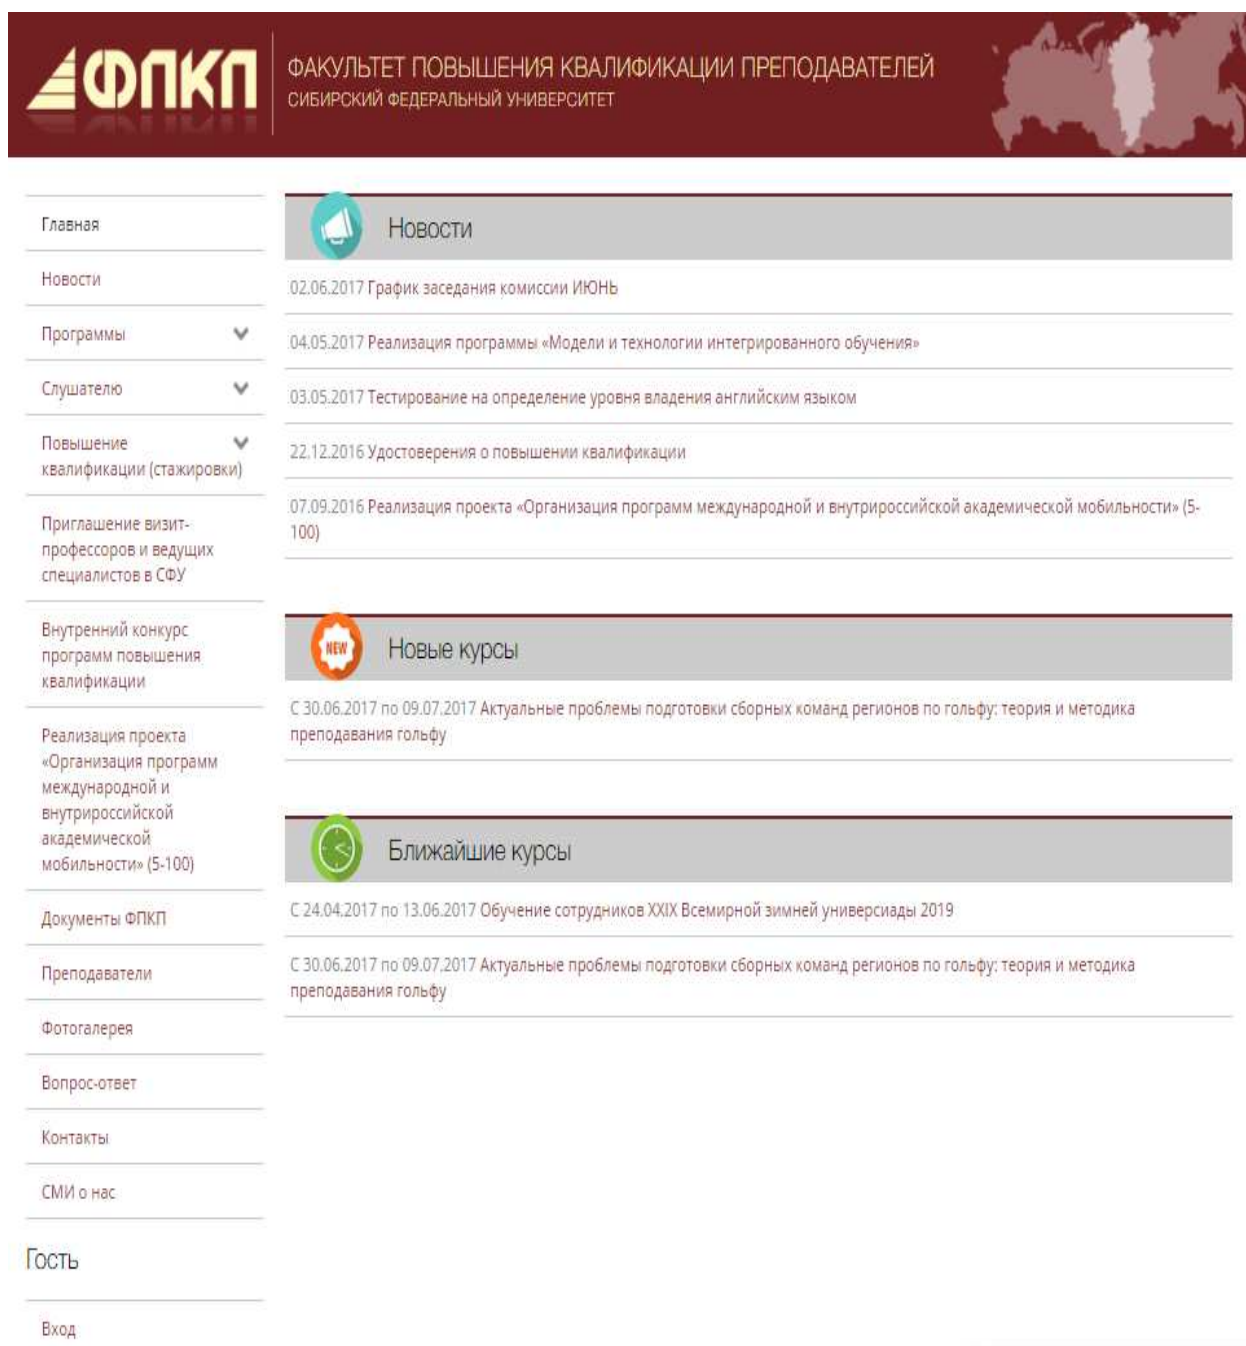 ФПКП
ФАКУЛЬТЕТ ПОВЫШЕНИЯ КВАЛИФИКАЦИИ ПРЕПОДАВАТЕЛЕЙ
СИБИРСКИЙ ФЕДЕРАЛЬНЫЙ УНИВЕРСИТЕТ
Главная
Новости
Программы
Слушателю
Повышение
квалификации (стажировки)
Приглашение визит-
профессоров и ведущих
специалистов в СФУ
Внутренний конкурс
программ повышения
квалификации
Реализация проекта
«Организация программ
международной и
внутрироссийской
академической
мобильности» (5-100)
Документы ФПКП
Преподаватели
Фотогалерея
Вопрос-ответ
Контакты
СМИ о нас
Гость
Вход
Новости
02.06.2017 График заседания комиссии ИЮНЬ
04.05.2017 Реализация программы «Модели и технологии интегрированного обучения»
03.05.2017 Тестирование на определение уровня владения английским языком
22.12.2016 Удостоверения о повышении квалификации
07.09.2016 Реализация проекта «Организация программ международной и внутрироссийской академической мобильности» (5-
100)
NEW
Новые курсы
С 30.06.2017 по 09.07.2017 Актуальные проблемы подготовки сборных команд регионов по гольфу: теория и методика
преподавания гольфу
Ближайшие курсы
С 24.04.2017 по 13.06.2017 Обучение сотрудников XXIX Всемирной зимней универсиады 2019
С 30.06.2017 по 09.07.2017 Актуальные проблемы подготовки сборных команд регионов по гольфу: теория и методика
преподавания гольфу